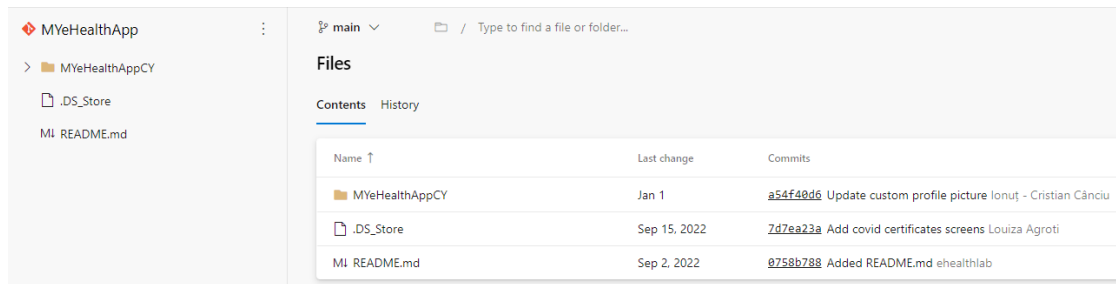 MYeHealthApp
MYeHealthAppCY
.DS_Store
README.md
main / Type to find a file or folder...
Files
Contents History
Name ↑ Last change Commits
MYeHealthAppCY Jan 1 a54f40d6 Update custom profile picture Ionuț - Cristian Cânciu
.DS_Store Sep 15, 2022 7d7ea23a Add covid certificates screens Louiza Agroti
M↓ README.md Sep 2, 2022 0758b788 Added README.md ehealthlab